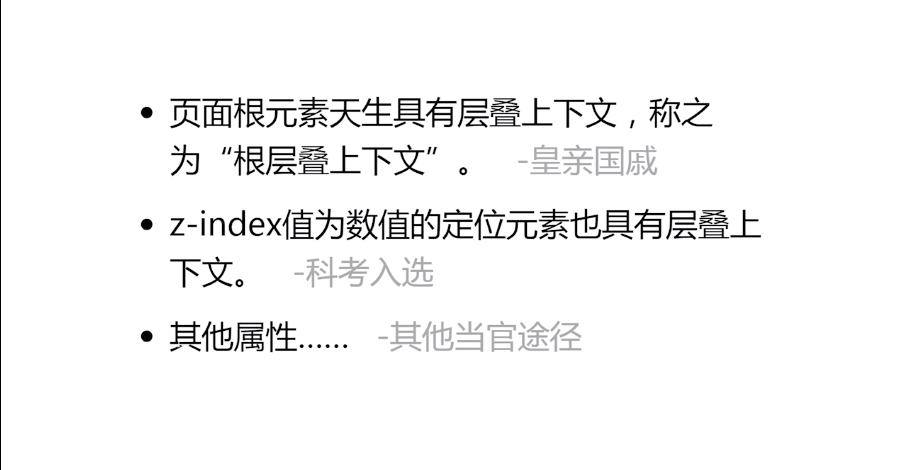 • 页面根元素天生具有层叠上下文，称之
为“根层叠上下文”。 -皇亲国戚
• z-index值为数值的定位元素也具有层叠上
下文。 -科考入选
• 其他属性…… -其他当官途径